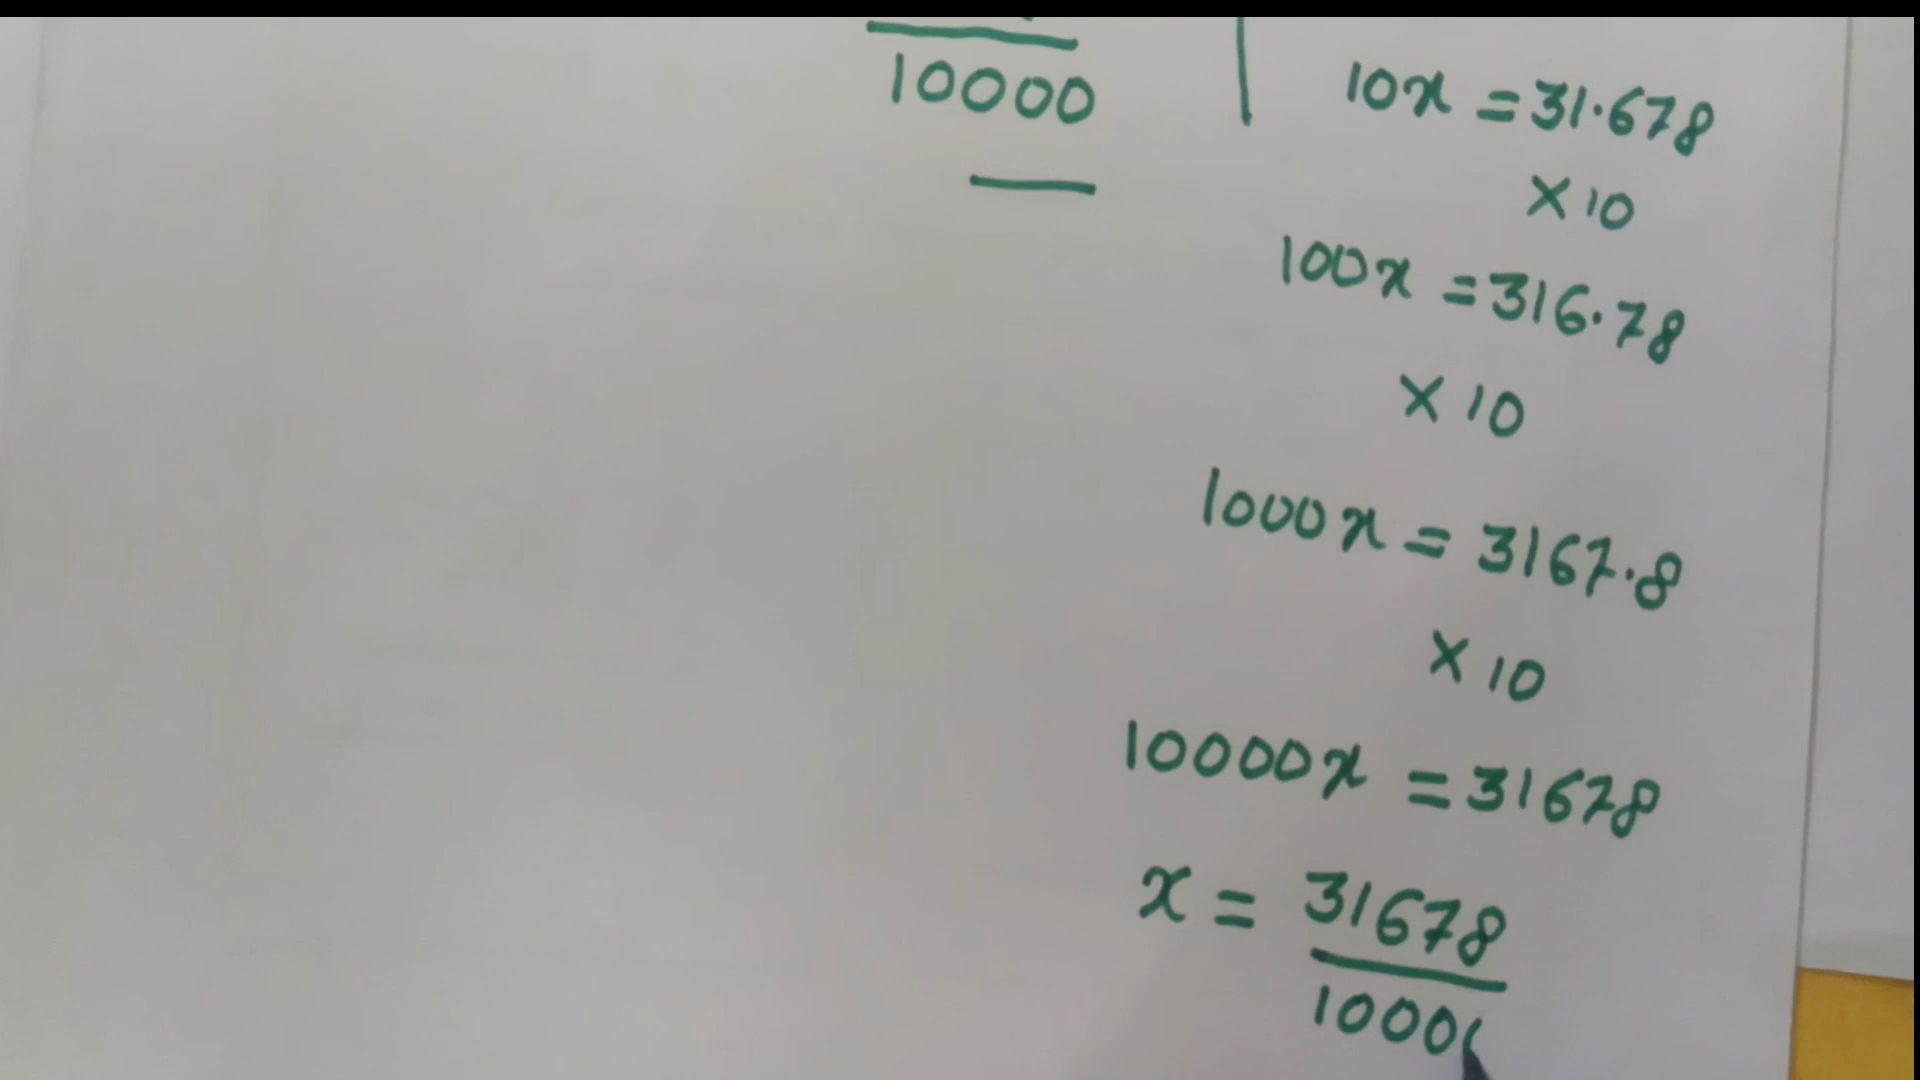 10000
10x = 31.678
× 10
100x = 316.78
× 10
1000x = 3167.8
× 10
10000x = 31678
x = 31678
1000